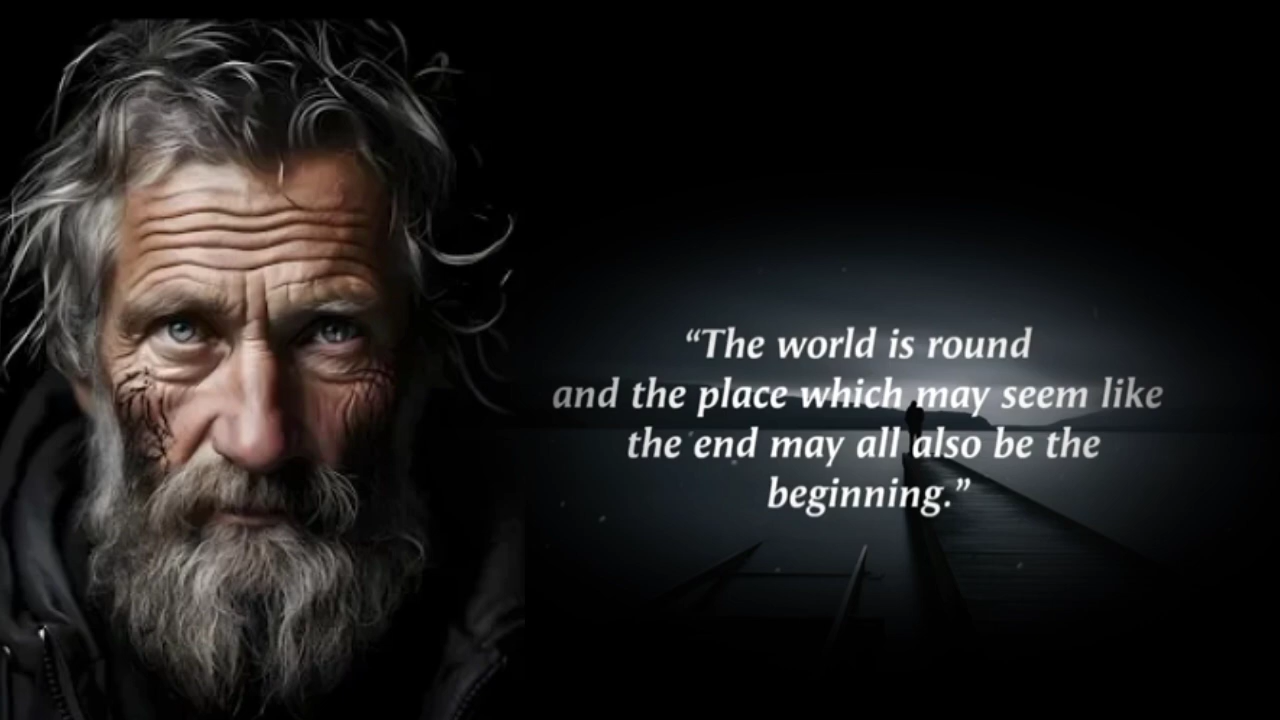 “The world is round
and the place which may seem like
the end may all also be the
beginning.”